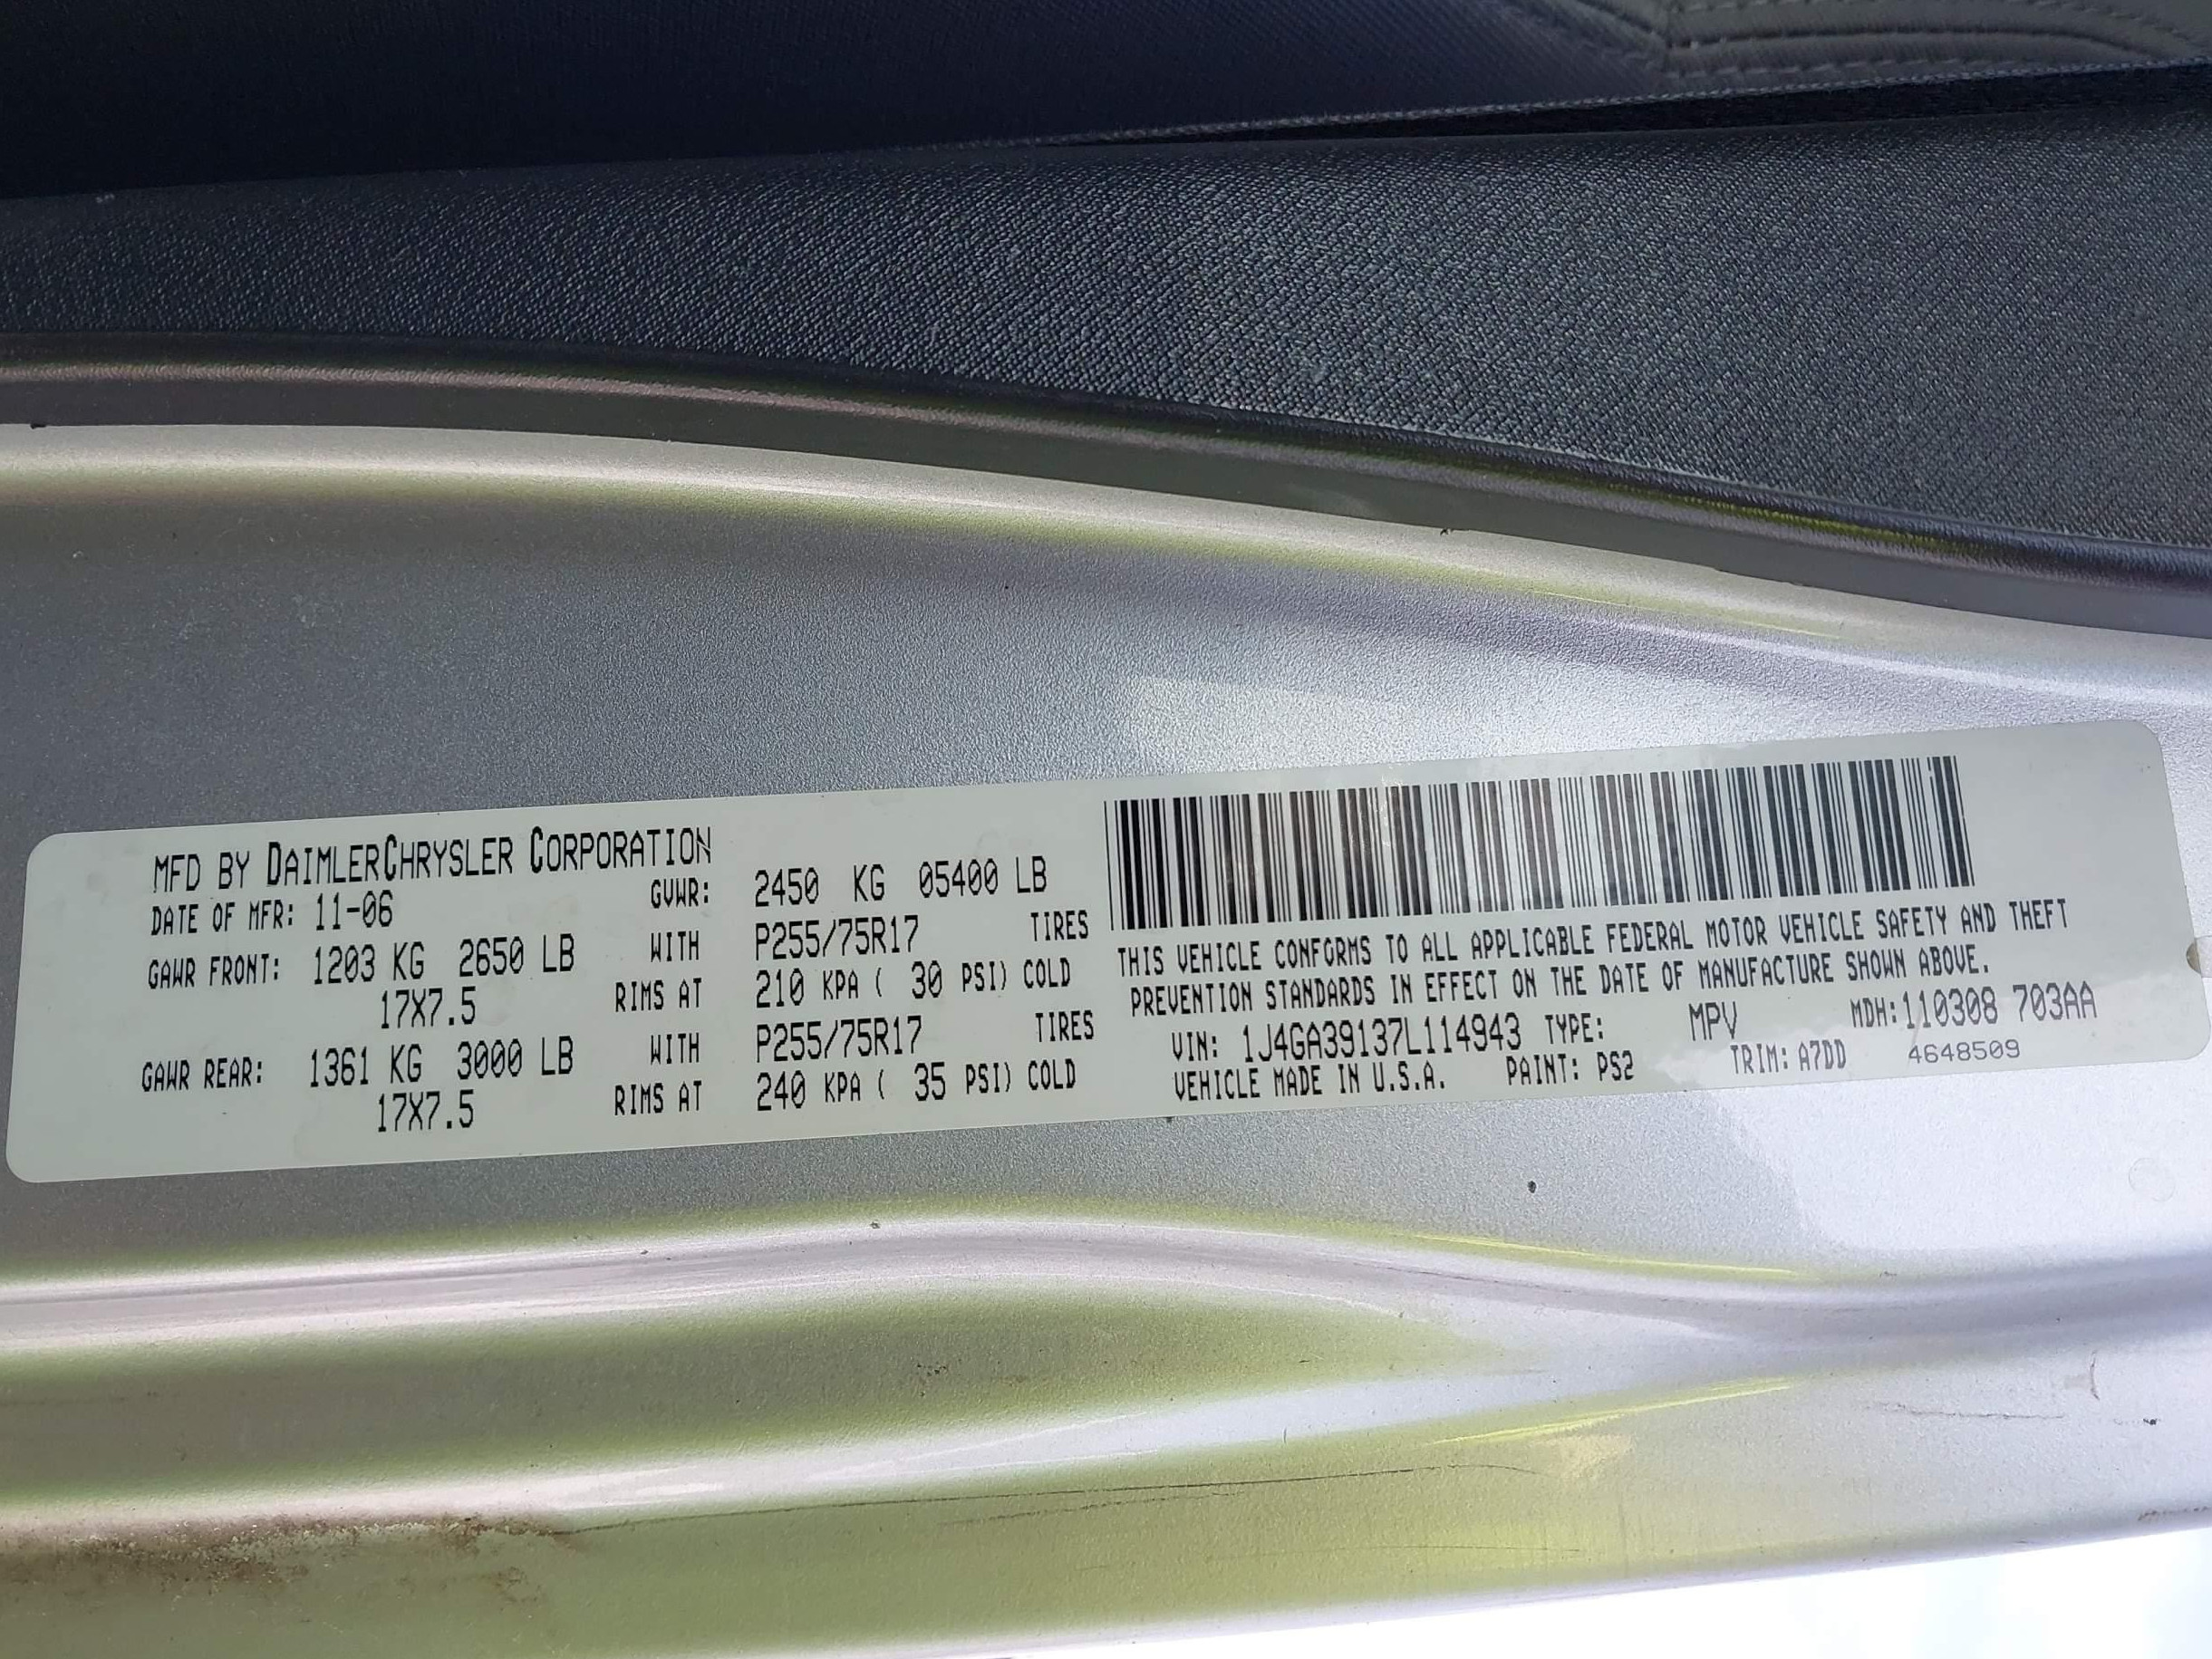 MFD BY DAIMLERCHRYSLER CORPORATION
DATE OF MFR: 11-06 GVWR: 2450 KG 05400 LB
GAWR FRONT: 1203 KG 2650 LB WITH P255/75R17 TIRES
17X7.5 RIMS AT 210 KPA ( 30 PSI) COLD
GAWR REAR: 1361 KG 3000 LB WITH P255/75R17 TIRES
17X7.5 RIMS AT 240 KPA ( 35 PSI) COLD
THIS VEHICLE CONFORMS TO ALL APPLICABLE FEDERAL MOTOR VEHICLE SAFETY AND THEFT
PREVENTION STANDARDS IN EFFECT ON THE DATE OF MANUFACTURE SHOWN ABOVE.
VIN: 1J4GA39137L114943 TYPE: MPV MDH:110308 703AA
VEHICLE MADE IN U.S.A. PAINT: PS2 TRIM: A7DD 4648509